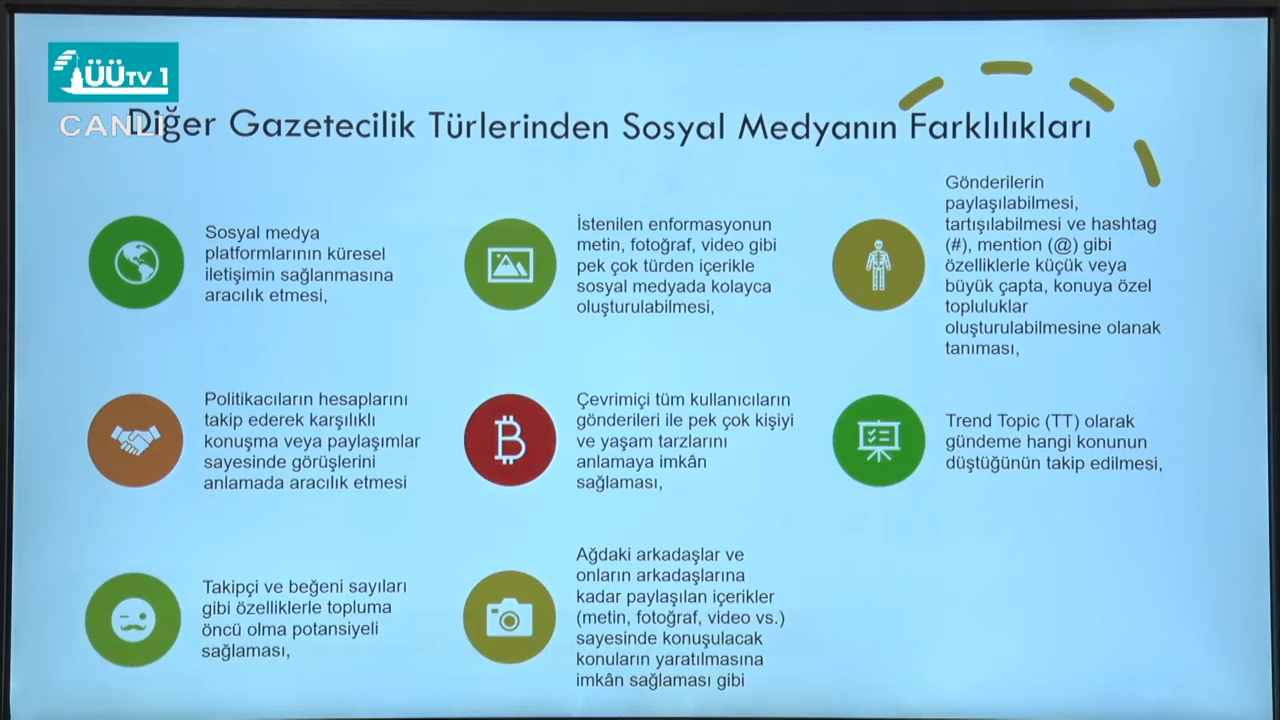 ÜÜTV 1
CANLI
Diğer Gazetecilik Türlerinden Sosyal Medyanın Farklılıkları
Sosyal medya
platformlarının küresel
iletişimin sağlanmasına
aracılık etmesi,
İstenilen enformasyonun
metin, fotoğraf, video gibi
pek çok türden içerikle
sosyal medyada kolayca
oluşturulabilmesi,
Gönderilerin
paylaşılabilmesi,
tartışılabilmesi ve hashtag
(#), mention (@) gibi
özelliklerle küçük veya
büyük çapta, konuya özel
topluluklar
oluşturulabilmesine olanak
tanıması,
Politikacıların hesaplarını
takip ederek karşılıklı
konuşma veya paylaşımlar
sayesinde görüşlerini
anlamada aracılık etmesi
Çevrimiçi tüm kullanıcıların
gönderileri ile pek çok kişiyi
ve yaşam tarzlarını
anlamaya imkân
sağlaması,
Trend Topic (TT) olarak
gündeme hangi konunun
düştüğünün takip edilmesi,
Takipçi ve beğeni sayıları
gibi özelliklerle topluma
öncü olma potansiyeli
sağlaması,
Ağdaki arkadaşlar ve
onların arkadaşlarına
kadar paylaşılan içerikler
(metin, fotoğraf, video vs.)
sayesinde konuşulacak
konuların yaratılmasına
imkân sağlaması gibi